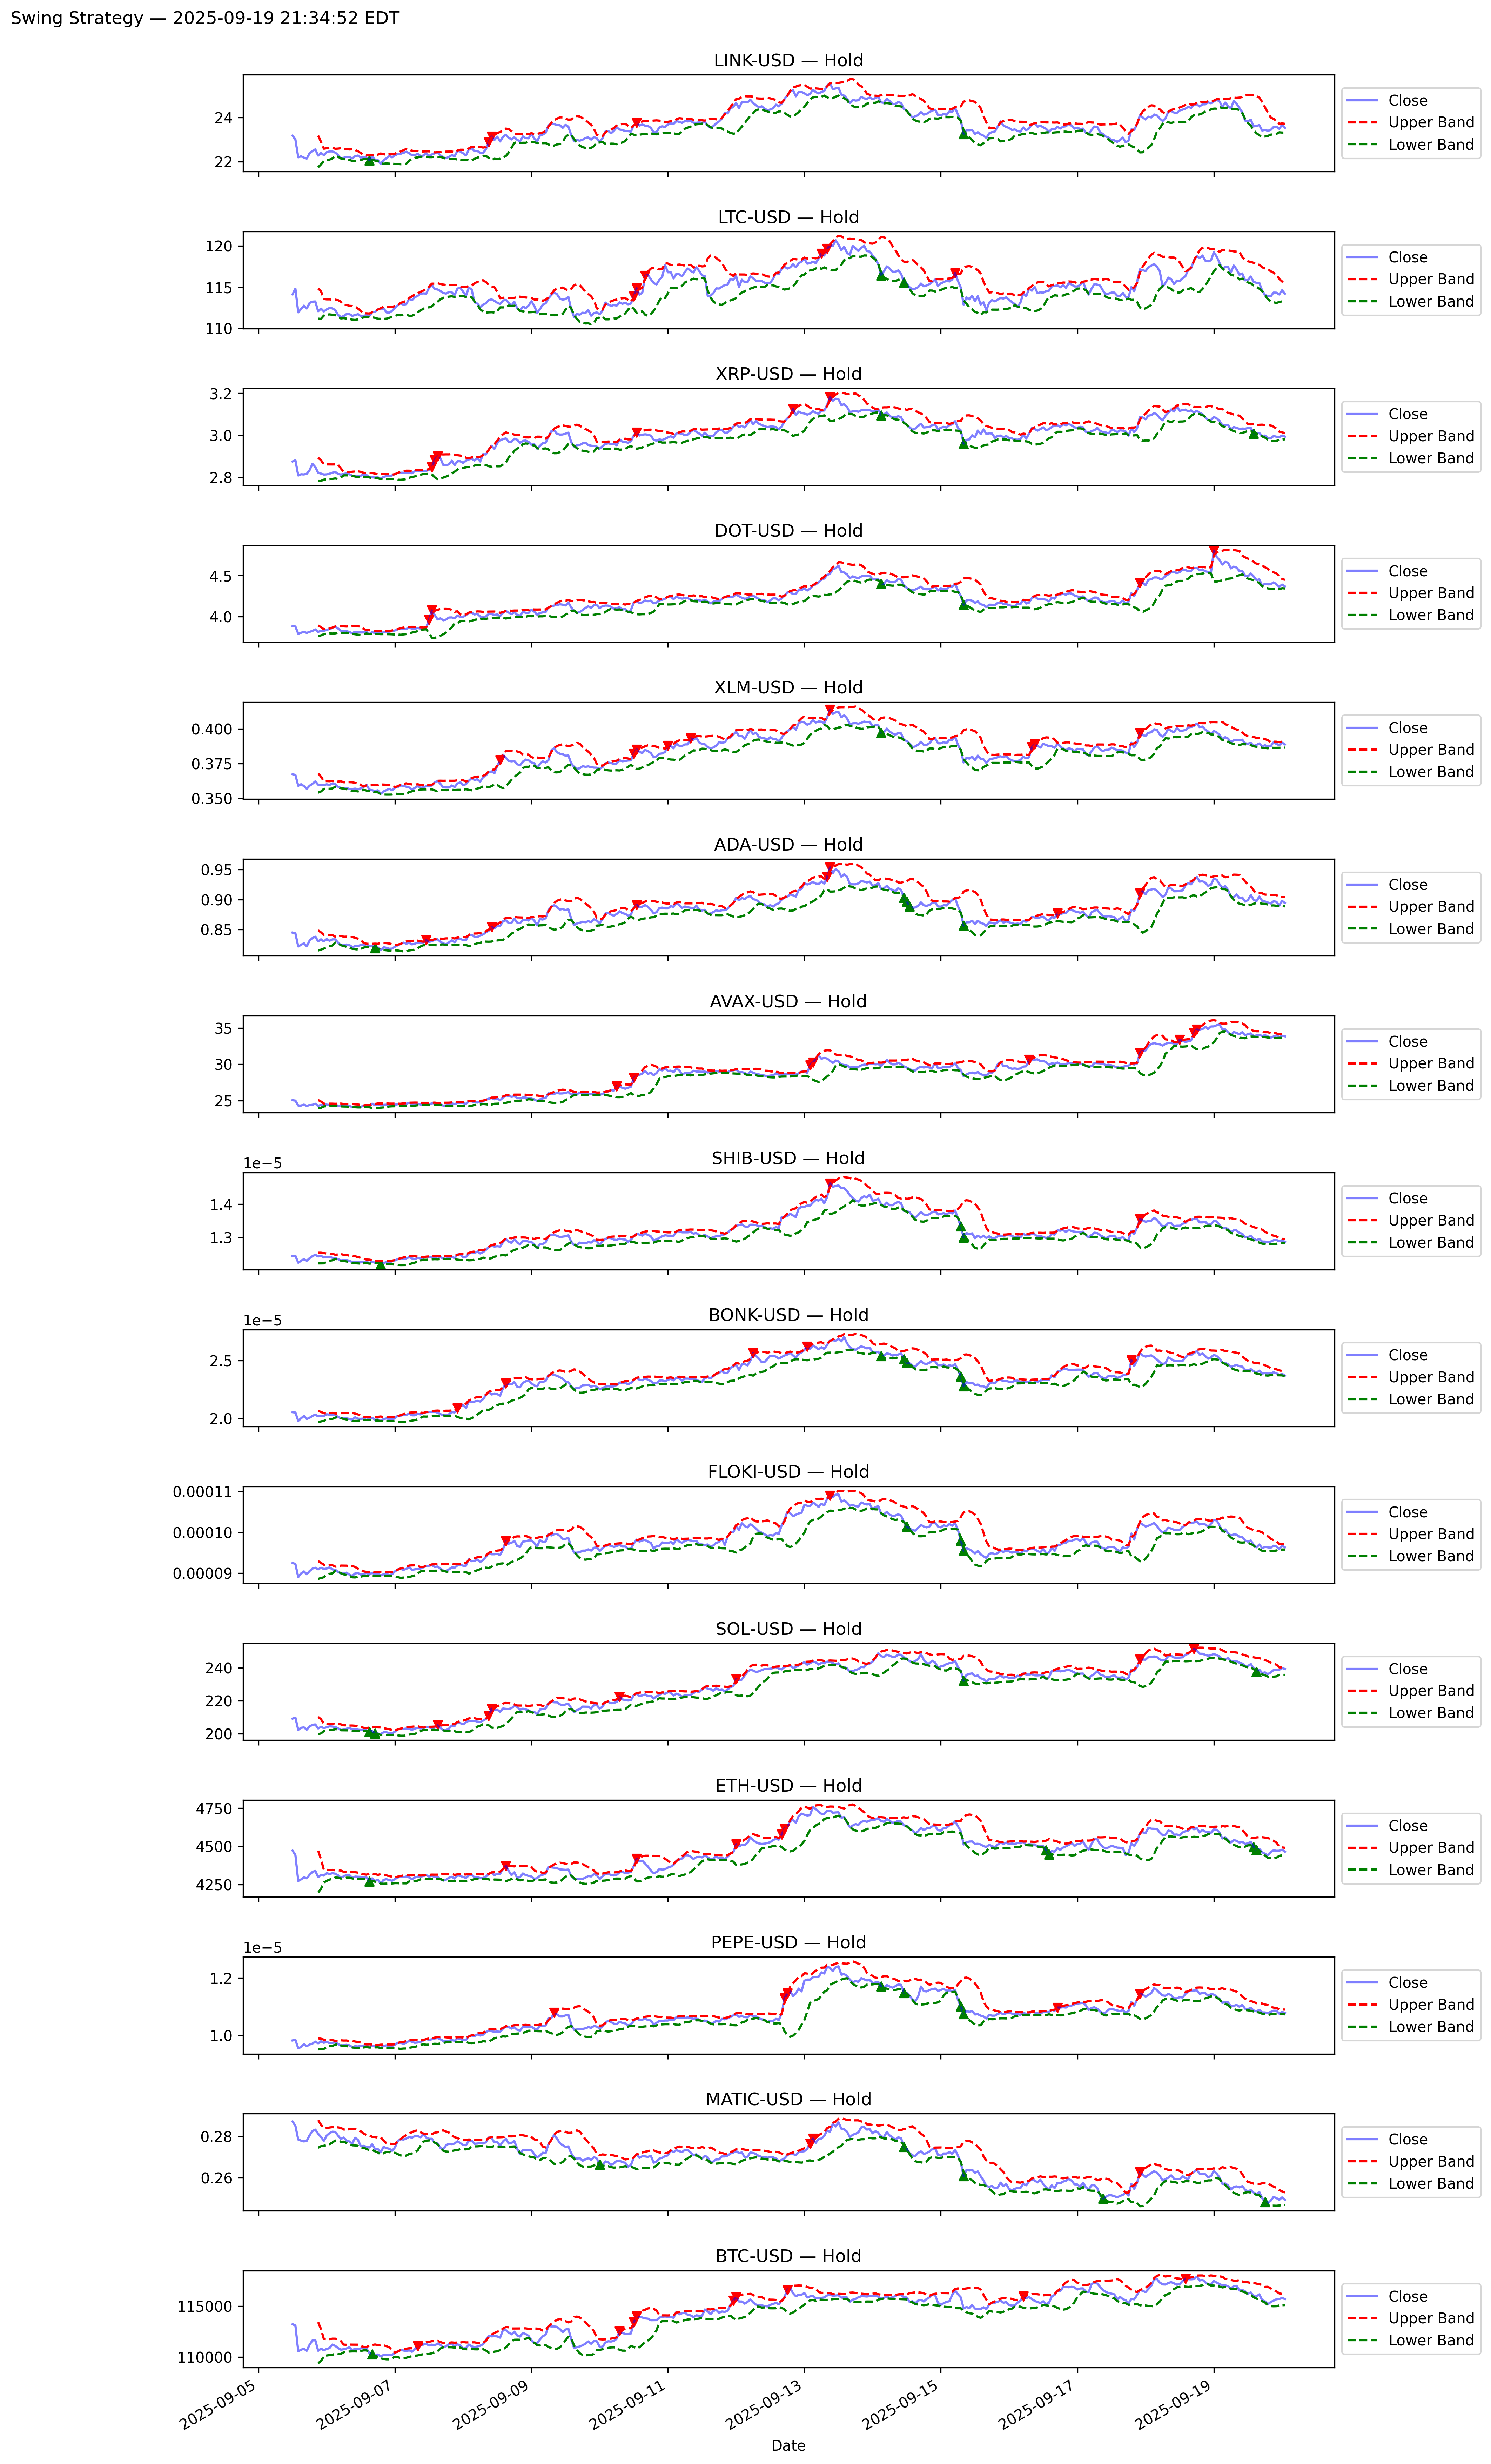 Swing Strategy — 2025-09-19 21:34:52 EDT
LINK-USD — Hold
24
22
Close
Upper Band
Lower Band
LTC-USD — Hold
120
115
110
Close
Upper Band
Lower Band
XRP-USD — Hold
3.2
3.0
2.8
Close
Upper Band
Lower Band
DOT-USD — Hold
4.5
4.0
Close
Upper Band
Lower Band
XLM-USD — Hold
0.400
0.375
0.350
Close
Upper Band
Lower Band
ADA-USD — Hold
0.95
0.90
0.85
Close
Upper Band
Lower Band
AVAX-USD — Hold
35
30
25
Close
Upper Band
Lower Band
SHIB-USD — Hold
1e−5
1.4
1.3
Close
Upper Band
Lower Band
BONK-USD — Hold
1e−5
2.5
2.0
Close
Upper Band
Lower Band
FLOKI-USD — Hold
0.00011
0.00010
0.00009
Close
Upper Band
Lower Band
SOL-USD — Hold
240
220
200
Close
Upper Band
Lower Band
ETH-USD — Hold
4750
4500
4250
Close
Upper Band
Lower Band
PEPE-USD — Hold
1e−5
1.2
1.0
Close
Upper Band
Lower Band
MATIC-USD — Hold
0.28
0.26
Close
Upper Band
Lower Band
BTC-USD — Hold
115000
110000
Close
Upper Band
Lower Band
2025-09-05
2025-09-07
2025-09-09
2025-09-11
2025-09-13
2025-09-15
2025-09-17
2025-09-19
Date